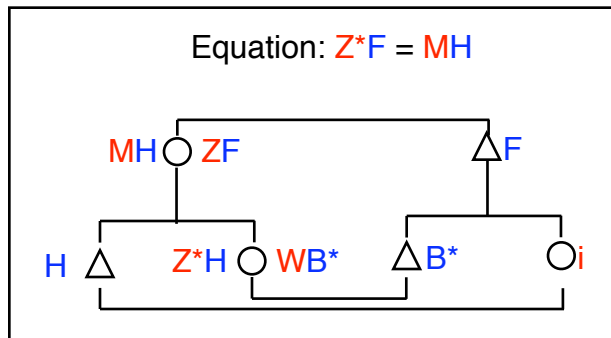 Equation: Z*F = MH
MH ZF F
H Z*H WB* B* i